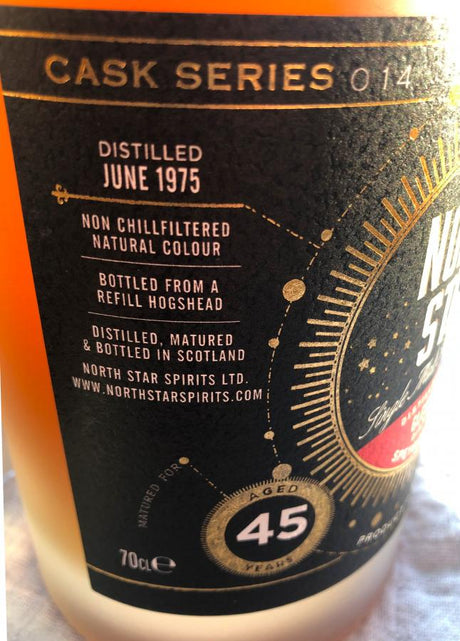 CASK SERIES 014
DISTILLED
JUNE 1975
NON CHILLFILTERED
NATURAL COLOUR
BOTTLED FROM A
REFILL HOGSHEAD
DISTILLED, MATURED
& BOTTLED IN SCOTLAND
NORTH STAR SPIRITS LTD.
WWW.NORTHSTARSPIRITS.COM
MATURED FOR
AGED
45
YEARS
70CL℮
Single